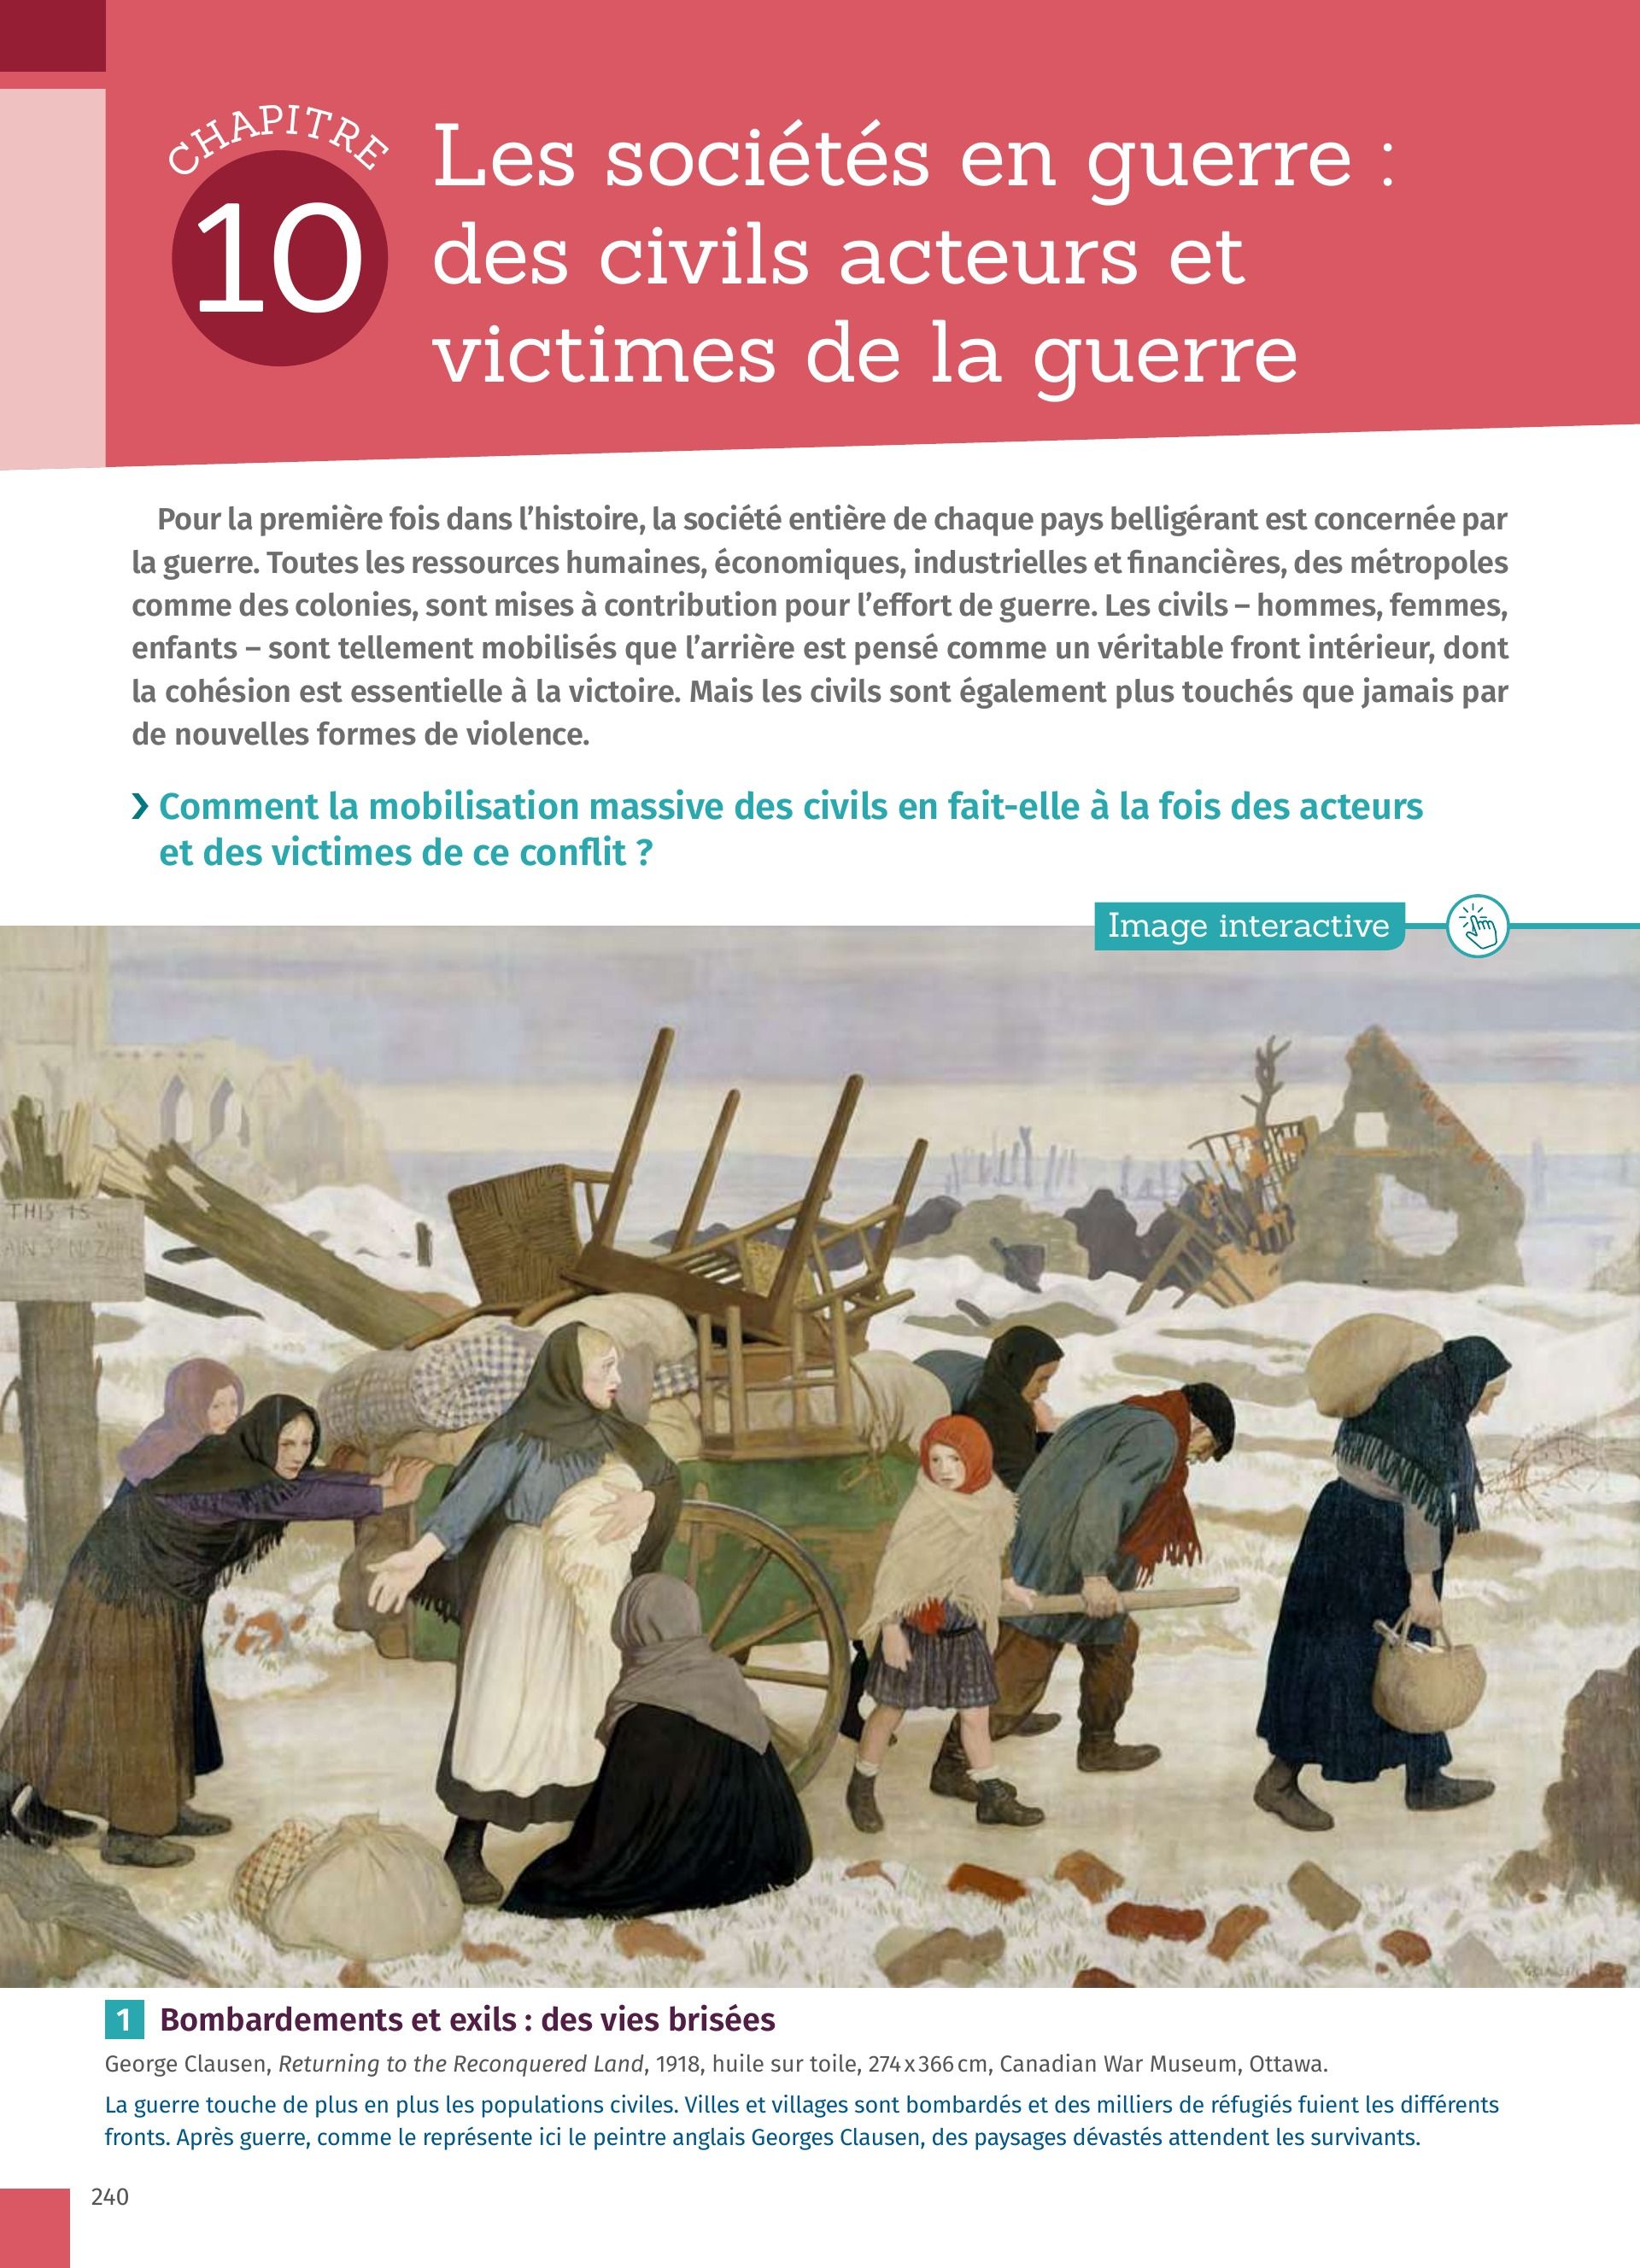 CHAPITRE
10
Les sociétés en guerre :
des civils acteurs et
victimes de la guerre
Pour la première fois dans l’histoire, la société entière de chaque pays belligérant est concernée par
la guerre. Toutes les ressources humaines, économiques, industrielles et financières, des métropoles
comme des colonies, sont mises à contribution pour l’effort de guerre. Les civils – hommes, femmes,
enfants – sont tellement mobilisés que l’arrière est pensé comme un véritable front intérieur, dont
la cohésion est essentielle à la victoire. Mais les civils sont également plus touchés que jamais par
de nouvelles formes de violence.
Comment la mobilisation massive des civils en fait-elle à la fois des acteurs
et des victimes de ce conflit ?
Image interactive
THIS IS
1 Bombardements et exils : des vies brisées
George Clausen, Returning to the Reconquered Land, 1918, huile sur toile, 274 x 366 cm, Canadian War Museum, Ottawa.
La guerre touche de plus en plus les populations civiles. Villes et villages sont bombardés et des milliers de réfugiés fuient les différents
fronts. Après guerre, comme le représente ici le peintre anglais Georges Clausen, des paysages dévastés attendent les survivants.
240